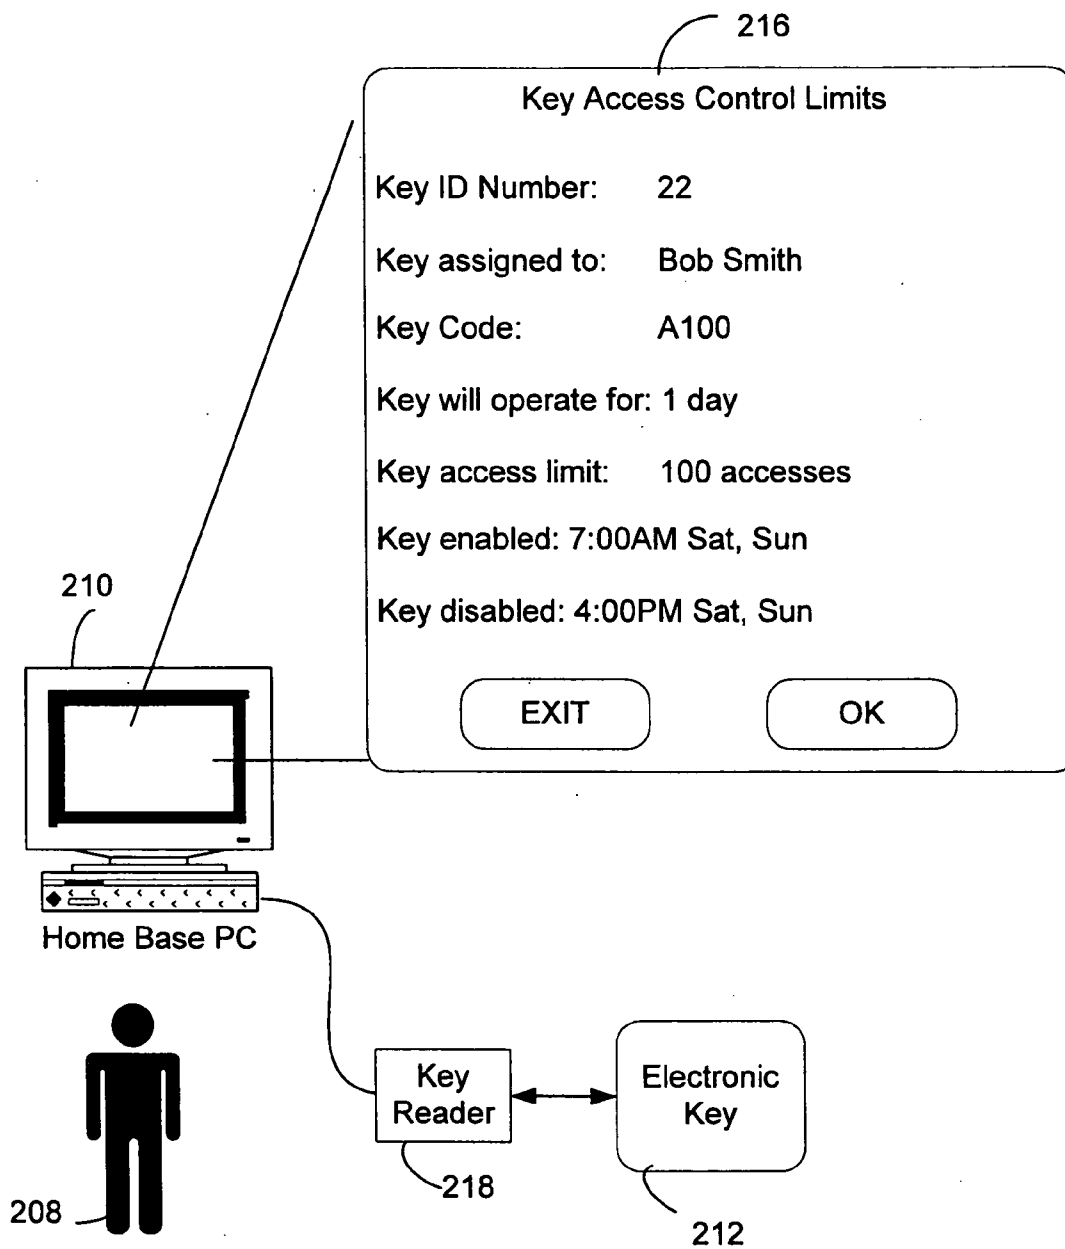 216
Key Access Control Limits
Key ID Number: 22
Key assigned to: Bob Smith
Key Code: A100
Key will operate for: 1 day
Key access limit: 100 accesses
Key enabled: 7:00AM Sat, Sun
Key disabled: 4:00PM Sat, Sun
EXIT OK
210
Home Base PC
Key
Reader
Electronic
Key
218
212
208